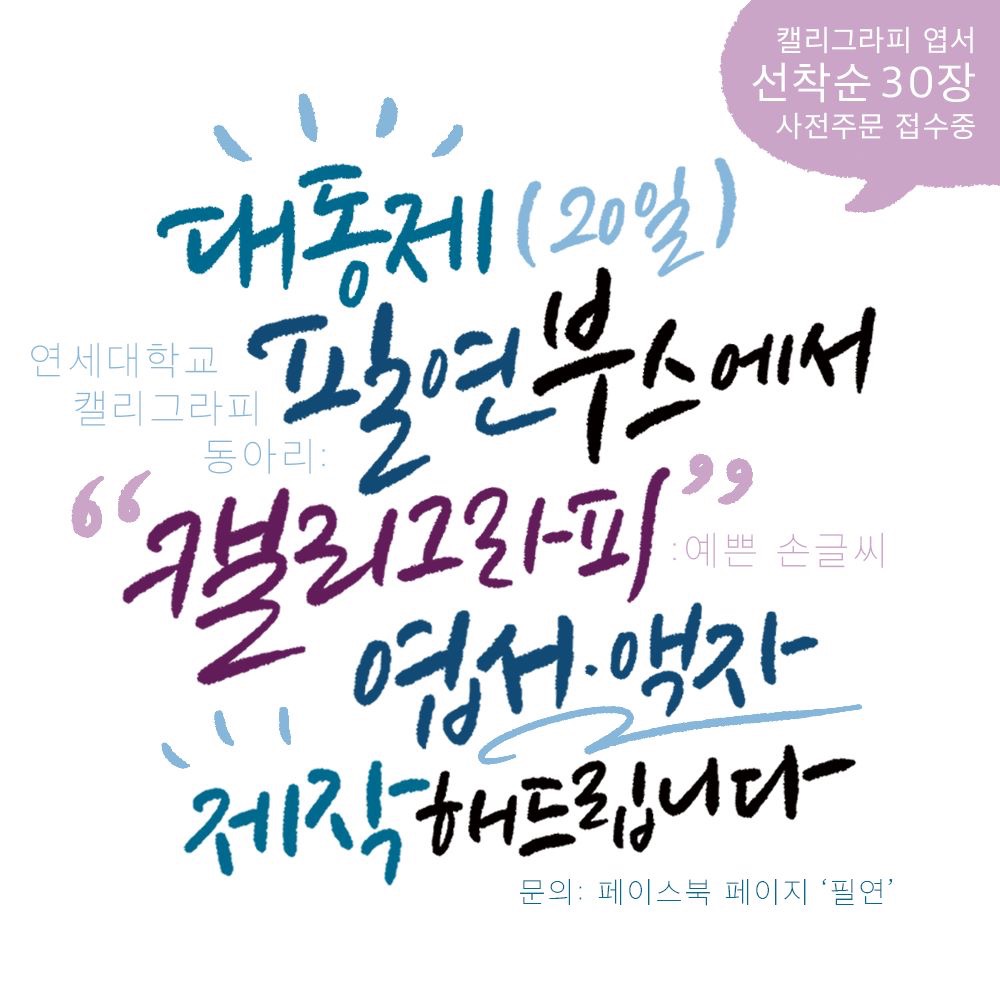 캘리그라피 엽서
선착순 30장
사전주문 접수중
대동제 (20일)
필연 부스에서
연세대학교
캘리그라피
동아리:
“캘리그라피”
:예쁜 손글씨
엽서·액자
제작해드립니다
문의: 페이스북 페이지 ‘필연’